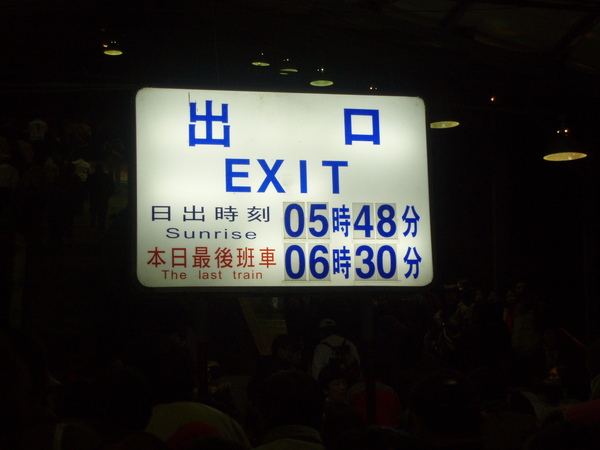 出 口
EXIT
日出時刻 05時48分
Sunrise
本日最後班車 06時30分
The last train